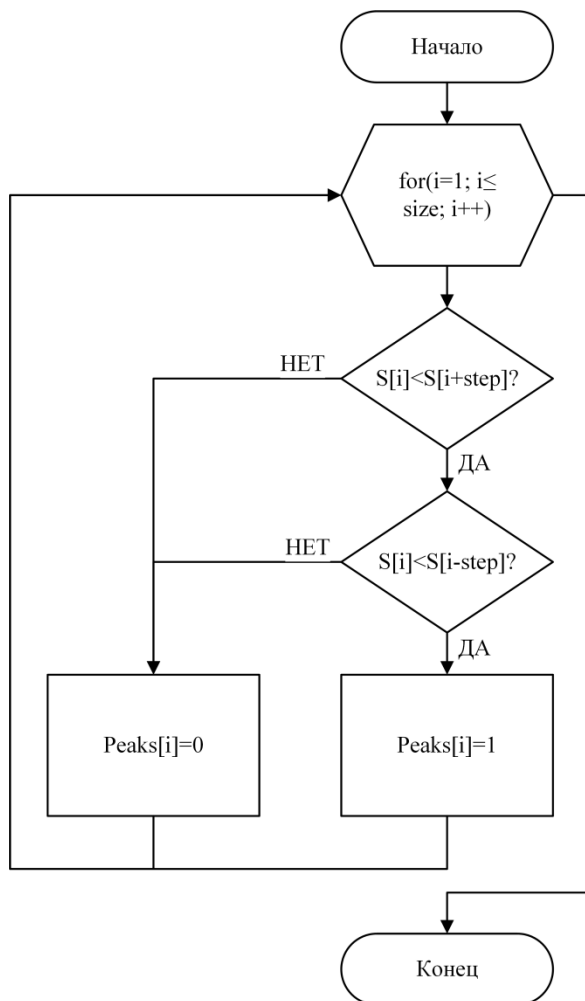 Начало
for(i=1; i≤
size; i++)
S[i]<S[i+step]?
НЕТ
ДА
S[i]<S[i-step]?
НЕТ
ДА
Peaks[i]=0
Peaks[i]=1
Конец